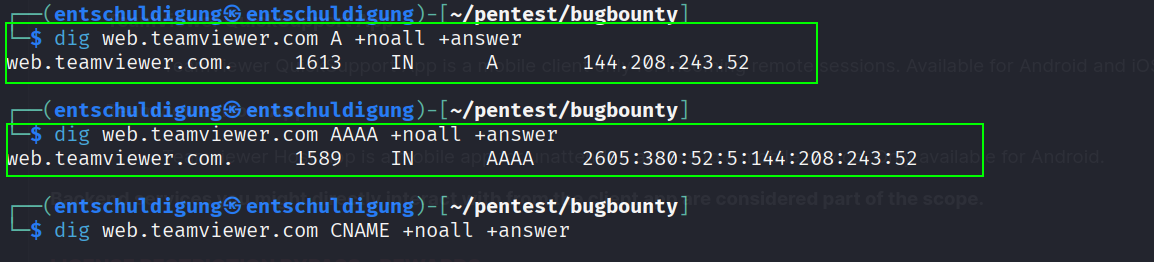 ┌──(entschuldigung㉿entschuldigung)-[~/pentest/bugbounty]
└─$ dig web.teamviewer.com A +noall +answer
web.teamviewer.com. 1613 IN A 144.208.243.52
┌──(entschuldigung㉿entschuldigung)-[~/pentest/bugbounty]
└─$ dig web.teamviewer.com AAAA +noall +answer
web.teamviewer.com. 1589 IN AAAA 2605:380:52:5:144:208:243:52
┌──(entschuldigung㉿entschuldigung)-[~/pentest/bugbounty]
└─$ dig web.teamviewer.com CNAME +noall +answer